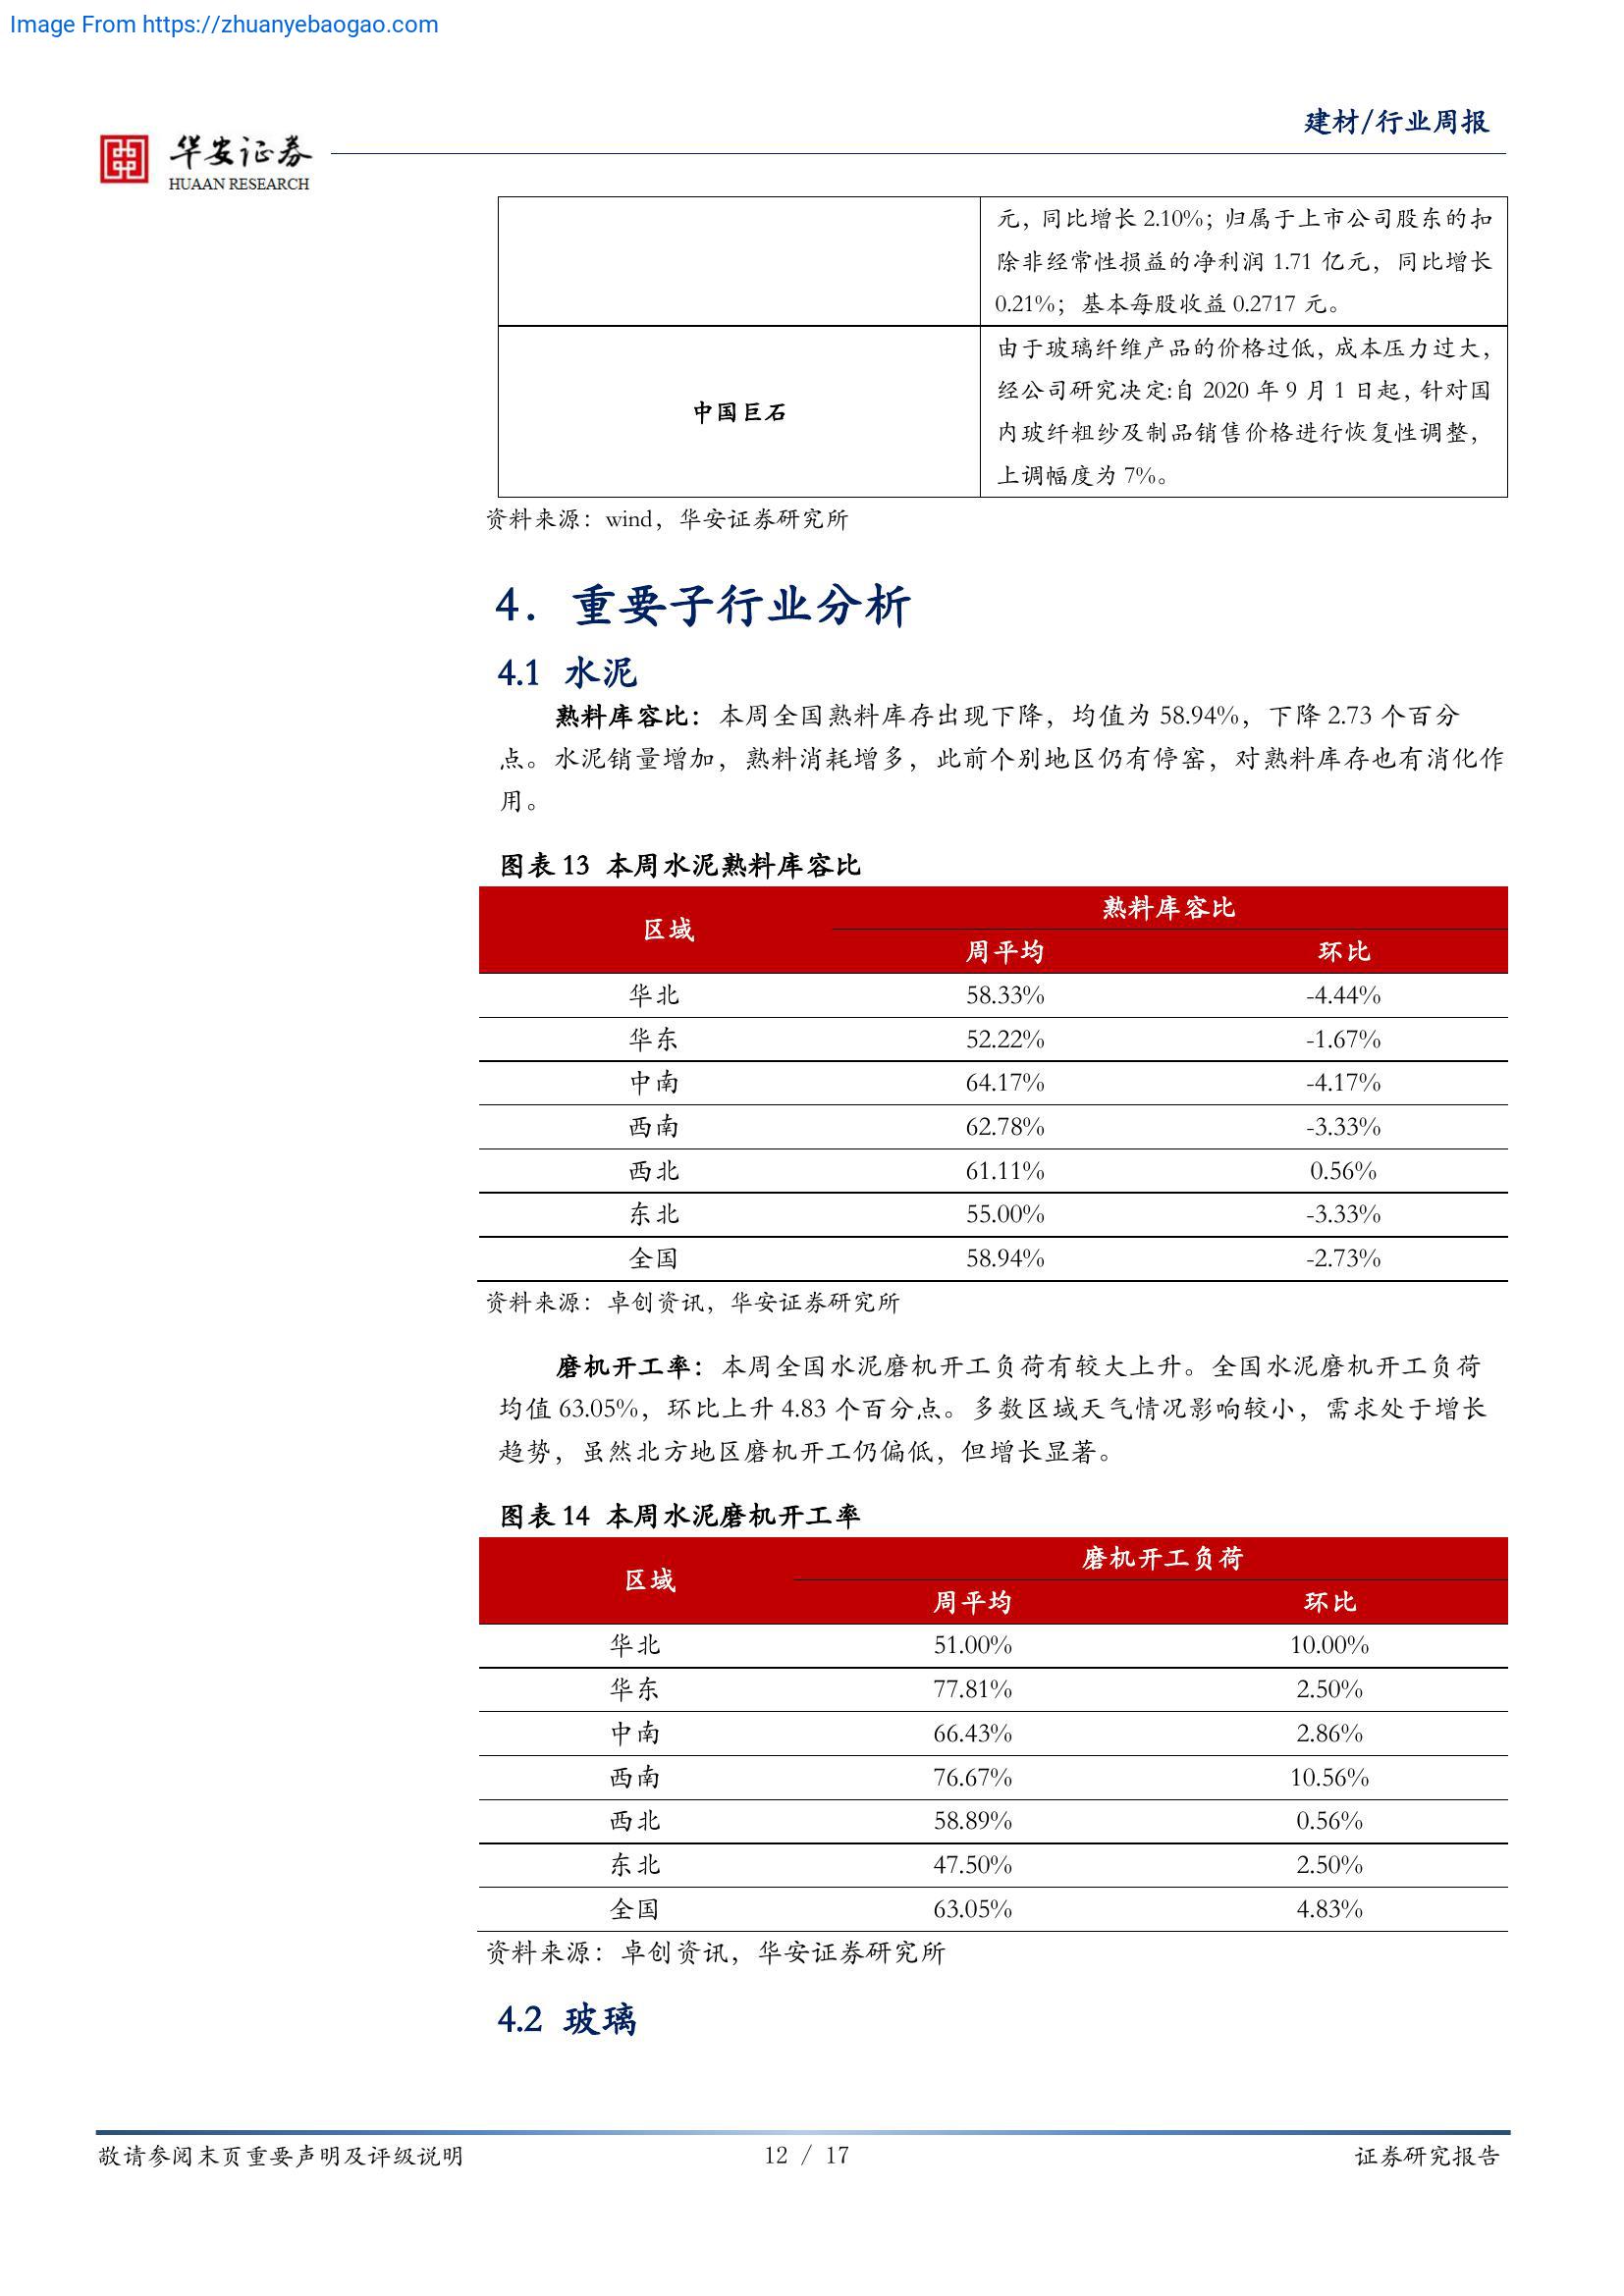 Image From https://zhuanyebaogao.com
建材/行业周报
华安证券
HUAAN RESEARCH
元，同比增长 2.10%；归属于上市公司股东的扣
除非经常性损益的净利润 1.71 亿元，同比增长
0.21%；基本每股收益 0.2717 元。
中国巨石
由于玻璃纤维产品的价格过低，成本压力过大，
经公司研究决定:自 2020 年 9 月 1 日起，针对国
内玻纤粗纱及制品销售价格进行恢复性调整，
上调幅度为 7%。
资料来源：wind，华安证券研究所
4. 重要子行业分析
4.1 水泥
熟料库容比：本周全国熟料库存出现下降，均值为 58.94%，下降 2.73 个百分
点。水泥销量增加，熟料消耗增多，此前个别地区仍有停窑，对熟料库存也有消化作
用。
图表 13 本周水泥熟料库容比
区域 熟料库容比
周平均 环比
华北 58.33% -4.44%
华东 52.22% -1.67%
中南 64.17% -4.17%
西南 62.78% -3.33%
西北 61.11% 0.56%
东北 55.00% -3.33%
全国 58.94% -2.73%
资料来源：卓创资讯，华安证券研究所
磨机开工率：本周全国水泥磨机开工负荷有较大上升。全国水泥磨机开工负荷
均值 63.05%，环比上升 4.83 个百分点。多数区域天气情况影响较小，需求处于增长
趋势，虽然北方地区磨机开工仍偏低，但增长显著。
图表 14 本周水泥磨机开工率
区域 磨机开工负荷
周平均 环比
华北 51.00% 10.00%
华东 77.81% 2.50%
中南 66.43% 2.86%
西南 76.67% 10.56%
西北 58.89% 0.56%
东北 47.50% 2.50%
全国 63.05% 4.83%
资料来源：卓创资讯，华安证券研究所
4.2 玻璃
敬请参阅末页重要声明及评级说明 12 / 17 证券研究报告